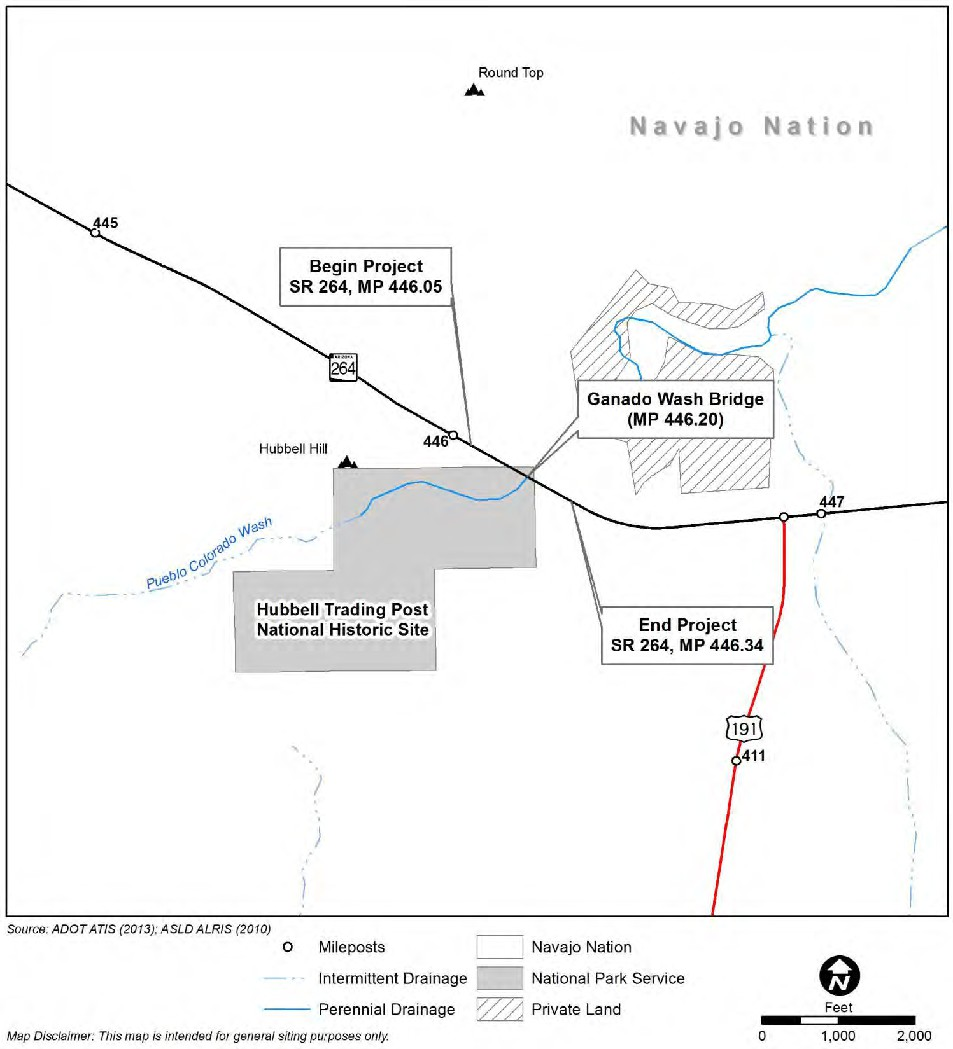 Round Top
Navajo Nation
445
Begin Project
SR 264, MP 446.05
ARIZONA
264
Ganado Wash Bridge
(MP 446.20)
446
Hubbell Hill
447
Pueblo Colorado Wash
Hubbell Trading Post
National Historic Site
End Project
SR 264, MP 446.34
191
411
Source: ADOT ATIS (2013); ASLD ALRIS (2010)
Mileposts
Navajo Nation
Intermittent Drainage
National Park Service
Perennial Drainage
Private Land
N
Feet
0 1,000 2,000
Map Disclaimer: This map is intended for general siting purposes only.